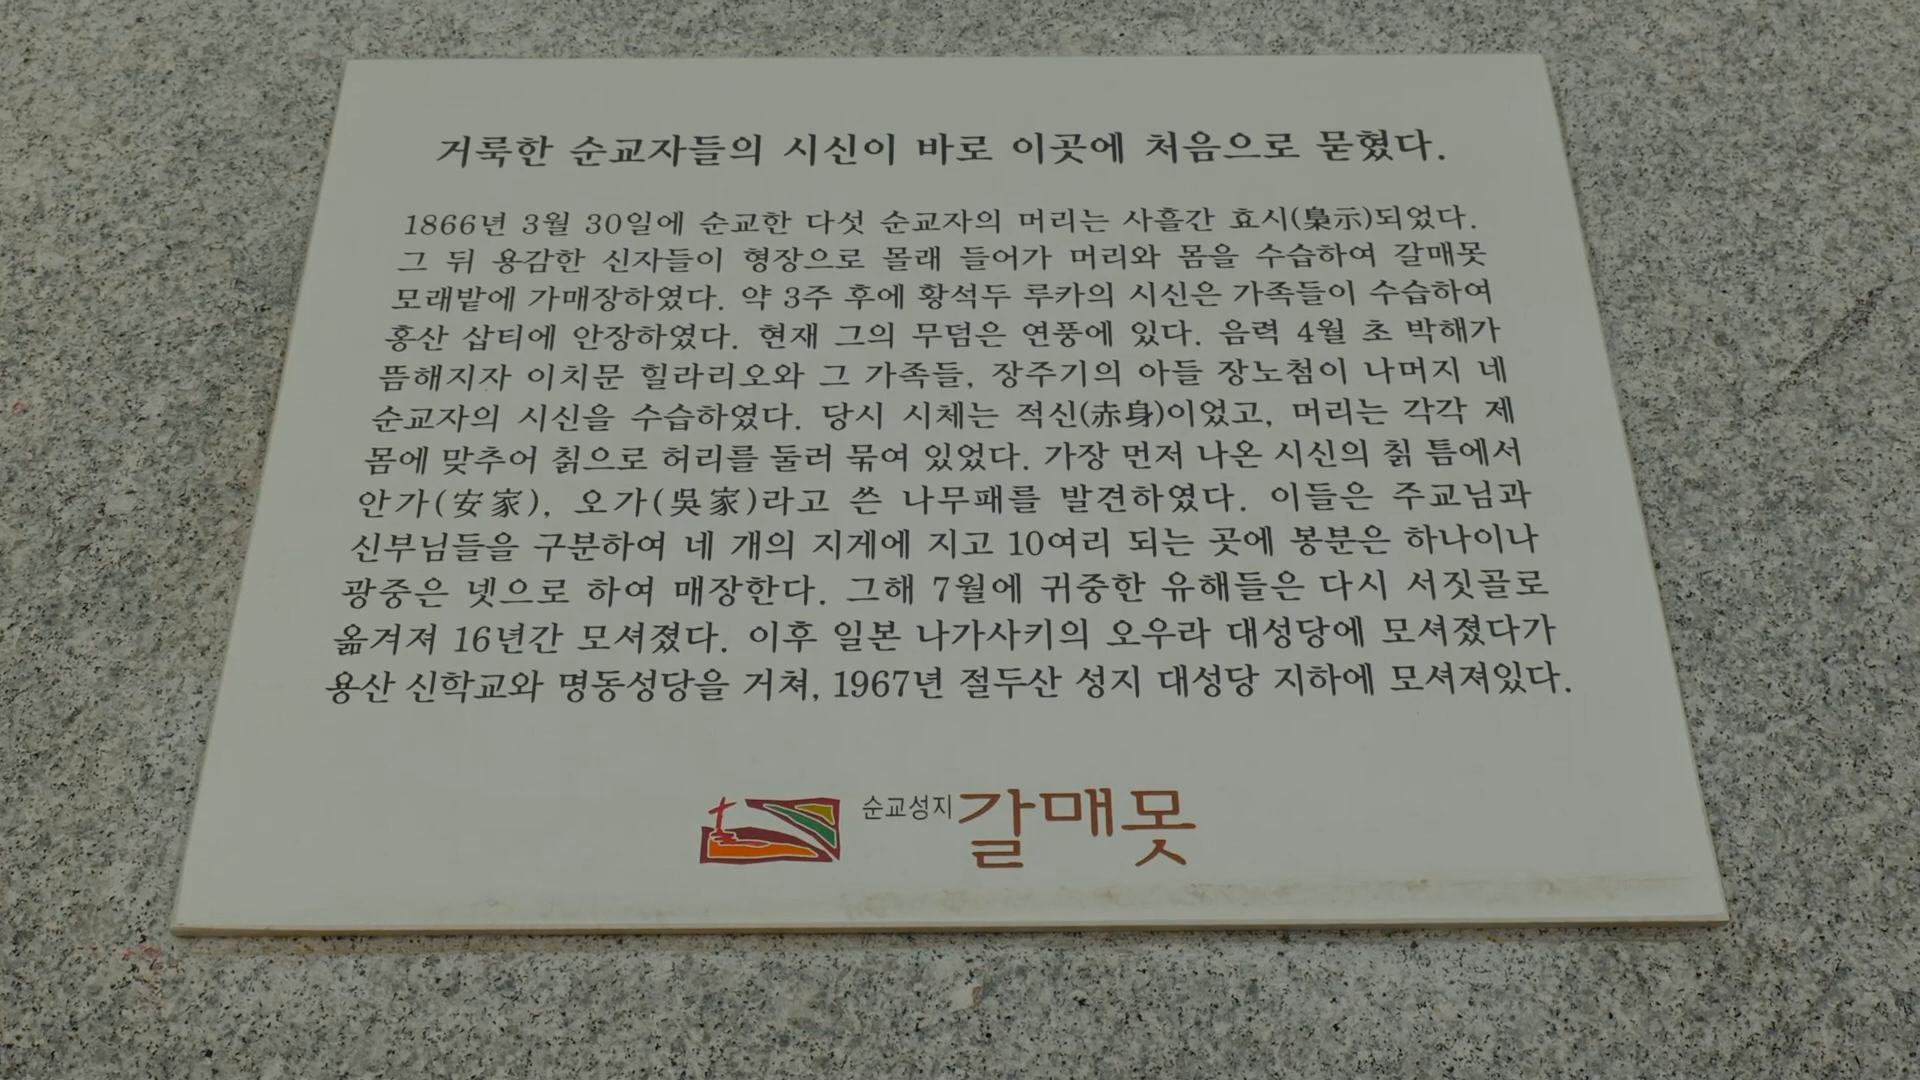 거룩한 순교자들의 시신이 바로 이곳에 처음으로 묻혔다.
1866년 3월 30일에 순교한 다섯 순교자의 머리는 사흘간 효시(梟示)되었다.
그 뒤 용감한 신자들이 형장으로 몰래 들어가 머리와 몸을 수습하여 갈매못
모래밭에 가매장하였다. 약 3주 후에 황석두 루카의 시신은 가족들이 수습하여
홍산 삽티에 안장하였다. 현재 그의 무덤은 연풍에 있다. 음력 4월 초 박해가
뜸해지자 이치문 힐라리오와 그 가족들, 장주기의 아들 장노첨이 나머지 네
순교자의 시신을 수습하였다. 당시 시체는 적신(赤身)이었고, 머리는 각각 제
몸에 맞추어 칡으로 허리를 둘러 묶여 있었다. 가장 먼저 나온 시신의 칡 틈에서
안가(安家), 오가(吳家)라고 쓴 나무패를 발견하였다. 이들은 주교님과
신부님들을 구분하여 네 개의 지게에 지고 10여리 되는 곳에 봉분은 하나이나
광중은 넷으로 하여 매장한다. 그해 7월에 귀중한 유해들은 다시 서짓골로
옮겨져 16년간 모셔졌다. 이후 일본 나가사키의 오우라 대성당에 모셔졌다가
용산 신학교와 명동성당을 거쳐, 1967년 절두산 성지 대성당 지하에 모셔져있다.
순교성지 갈매못